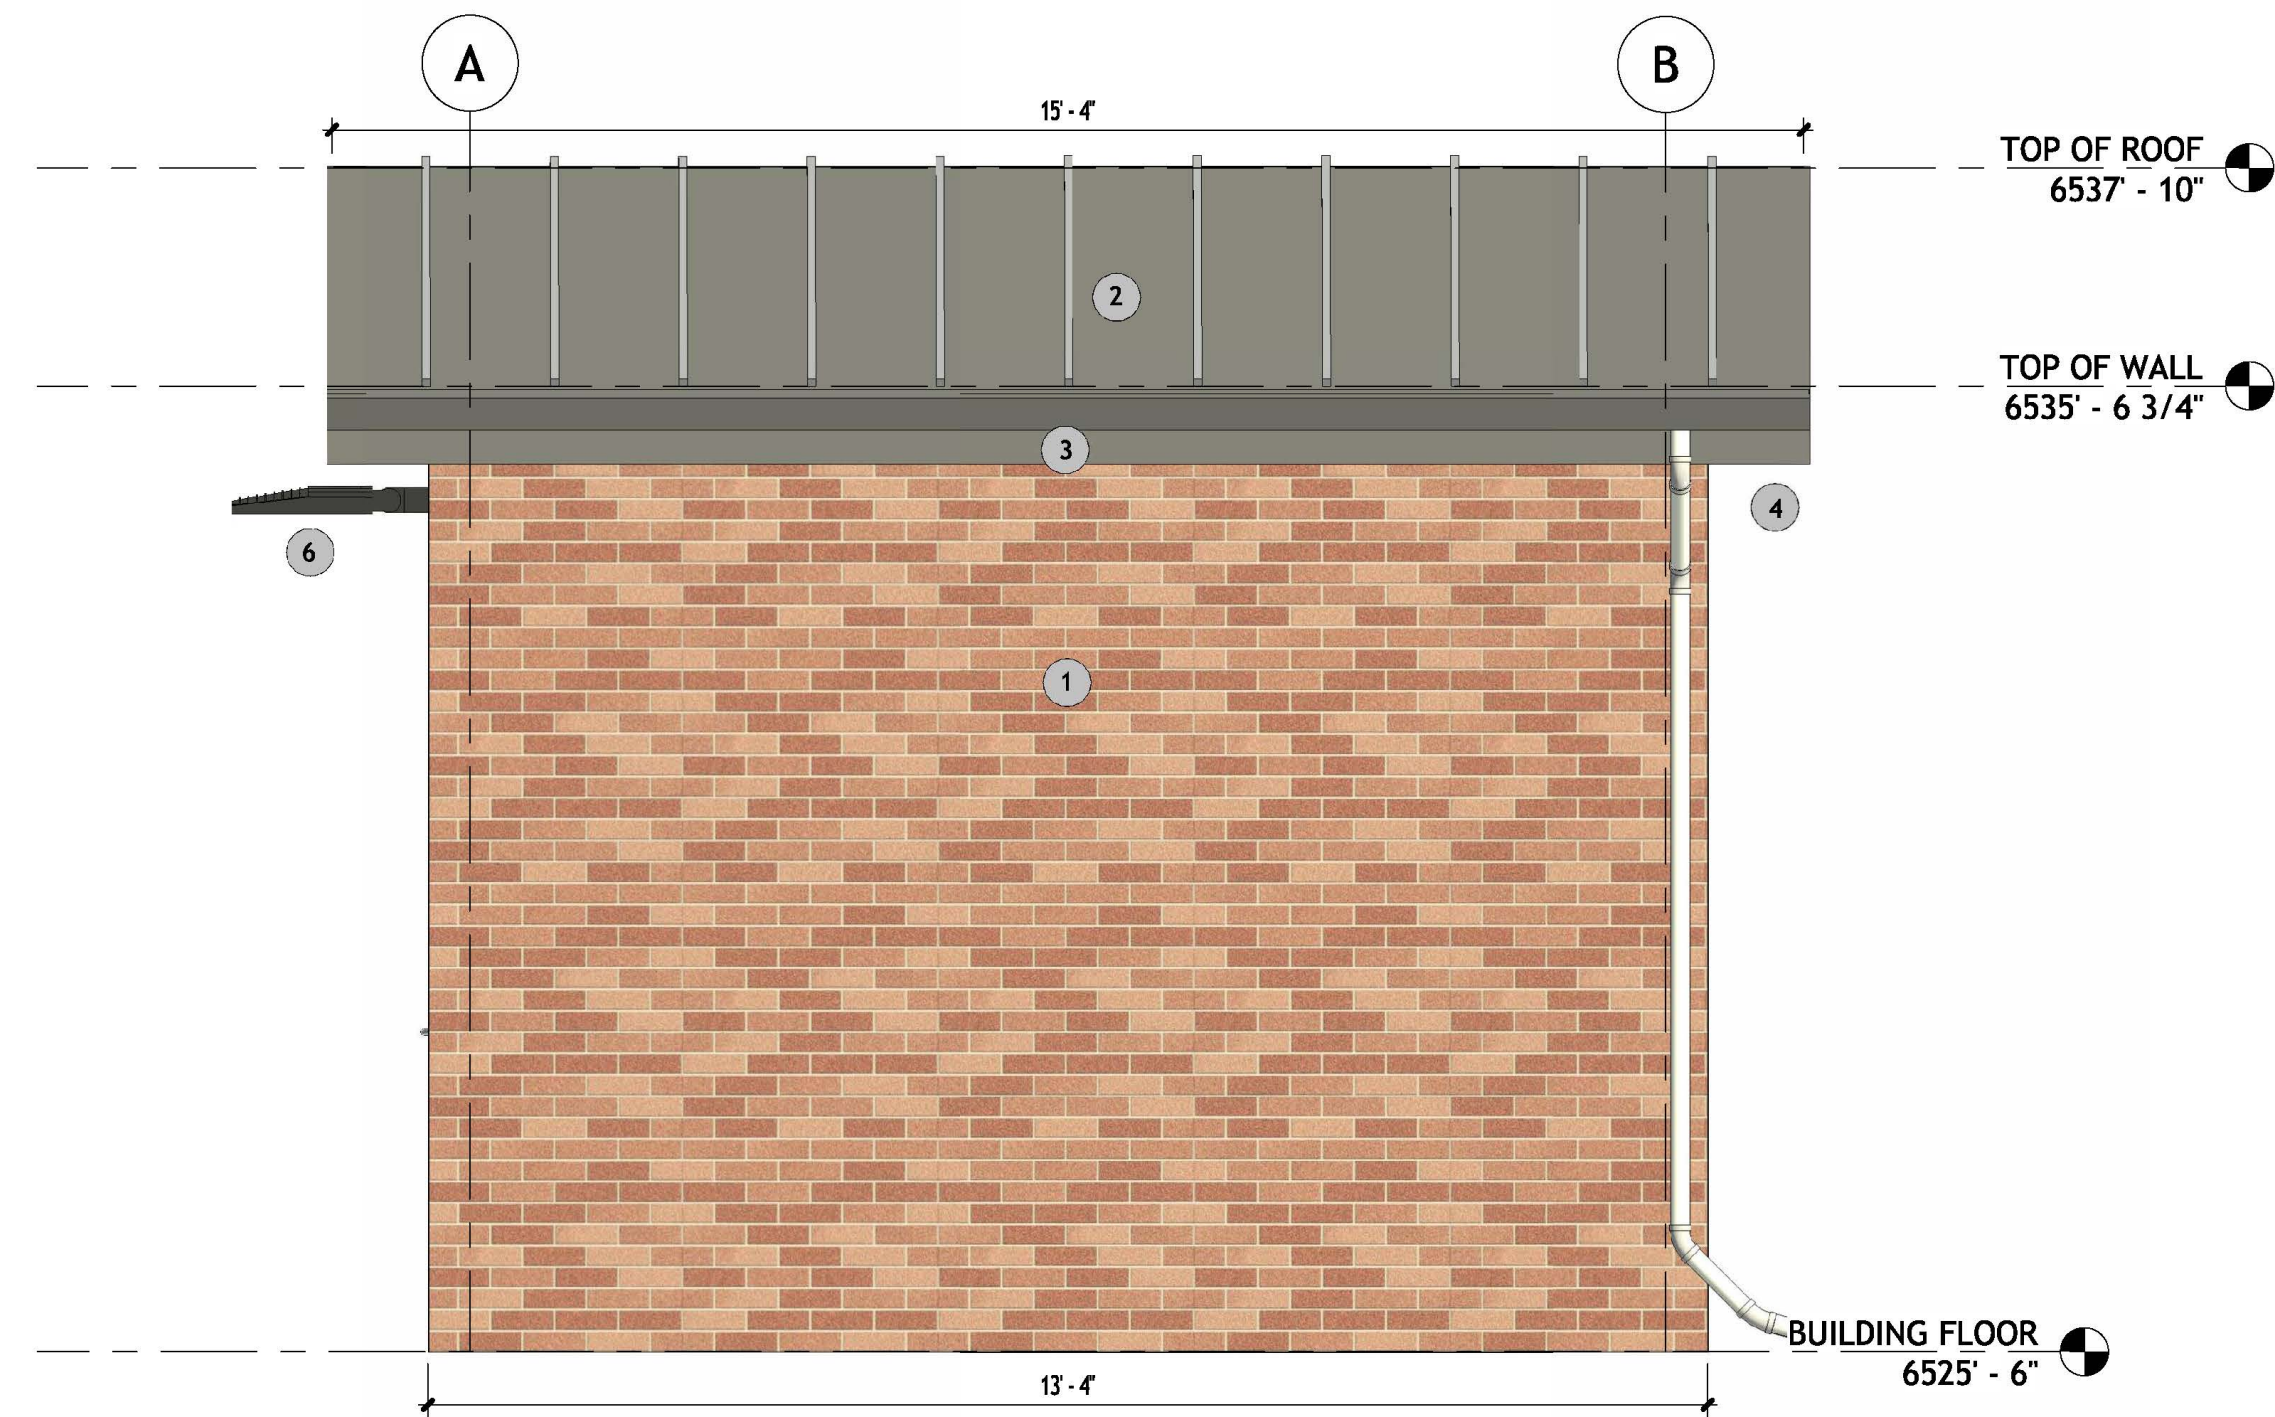 A
B
15' - 4"
TOP OF ROOF
6537' - 10"
2
TOP OF WALL
6535' - 6 3/4"
3
4
6
1
BUILDING FLOOR
6525' - 6"
13' - 4"